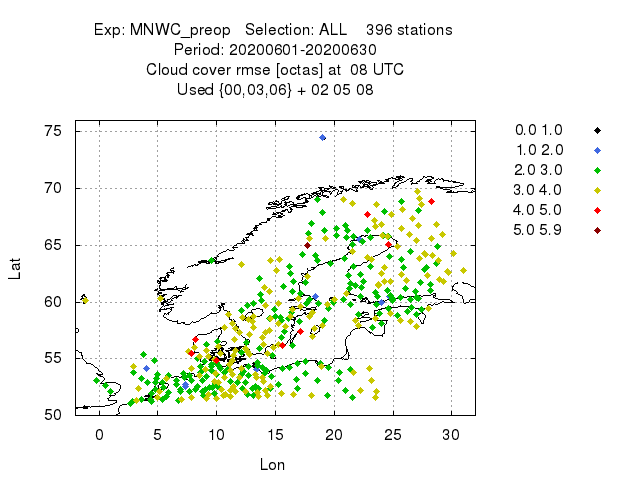 Exp: MNWC_preop Selection: ALL 396 stations
Period: 20200601-20200630
Cloud cover rmse [octas] at 08 UTC
Used {00,03,06} + 02 05 08
0.0 1.0
1.0 2.0
2.0 3.0
3.0 4.0
4.0 5.0
5.0 5.9
75
70
65
60
55
50
Lat
0 5 10 15 20 25 30
Lon